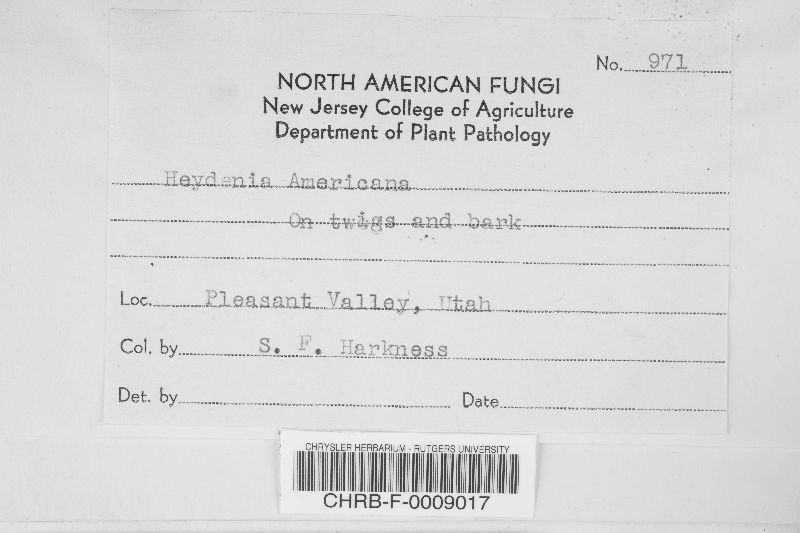 No. 971
NORTH AMERICAN FUNGI
New Jersey College of Agriculture
Department of Plant Pathology
Heydenia Americana
On twigs and bark
Loc. Pleasant Valley, Utah
Col. by S. F. Harkness
Det. by
Date
CHRYSLER HERBARIUM - RUTGERS UNIVERSITY
CHRB-F-0009017